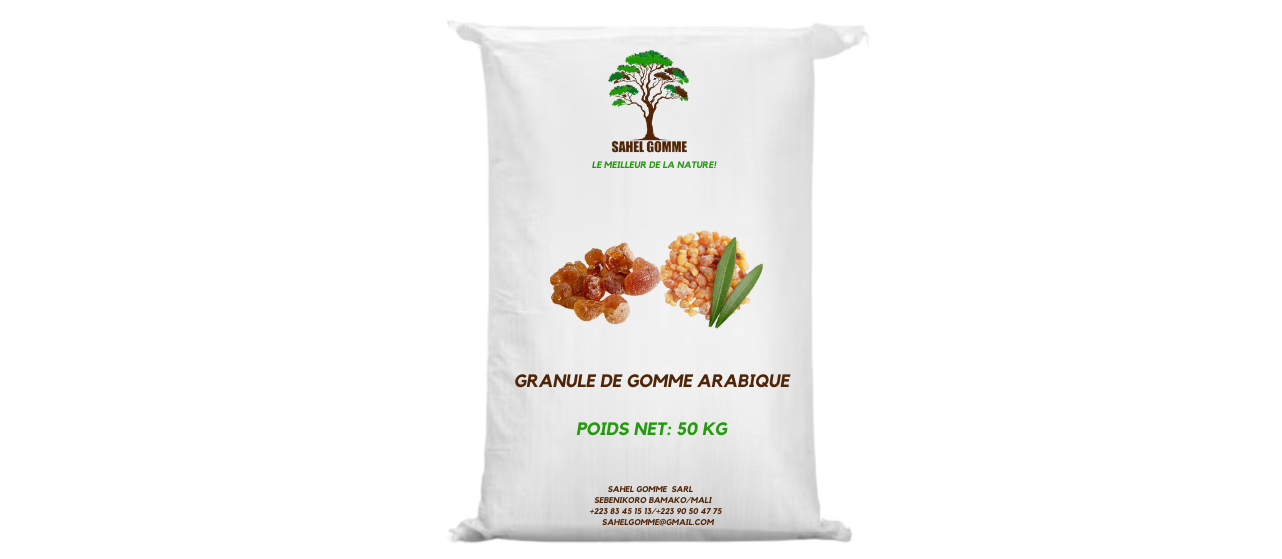 SAHEL GOMME
LE MEILLEUR DE LA NATURE!
GRANULE DE GOMME ARABIQUE
POIDS NET: 50 KG
SAHEL GOMME SARL
SEBENIKORO BAMAKO/MALI
+223 83 45 15 13/+223 90 50 47 75
SAHELGOMME@GMAIL.COM